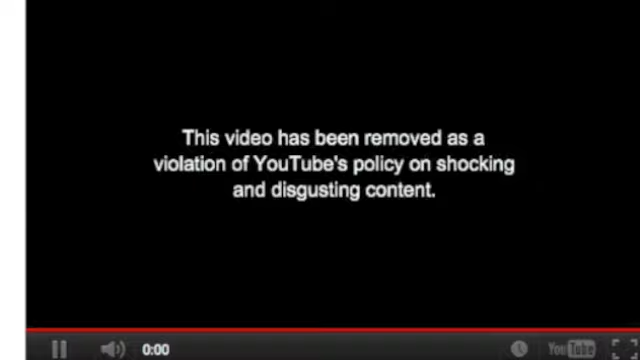 This video has been removed as a
violation of YouTube's policy on shocking
and disgusting content.
0:00
YouTube